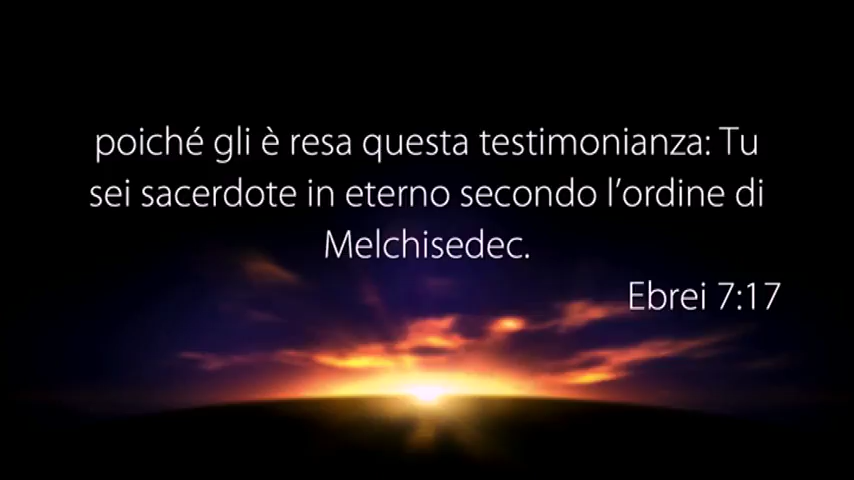 poiché gli è resa questa testimonianza: Tu
sei sacerdote in eterno secondo l’ordine di
Melchisedec.
Ebrei 7:17